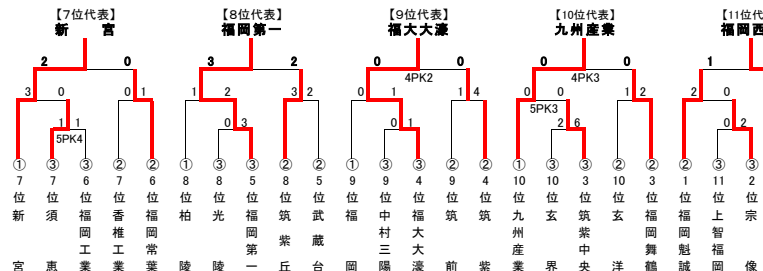 【7位代表】 【8位代表】 【9位代表】 【10位代表】 【11位代
新 宮 福岡第一 福大大濠 九州産業 福岡西
2 0 3 2 0 0 0 0 1
4PK2 4PK3
3 0 0 1 1 2 3 2 0 1 1 4 0 0 1 2 2 0
5PK3
1 1 0 3 0 1 2 6 0 2
5PK4
① ③ ③ ② ② ① ③ ③ ② ② ① ③ ③ ② ② ① ③ ③ ② ② ① ③ ③
7位新宮
7位須恵
6位福岡工業
7位香椎工業
6位福岡常葉
8位柏陵
8位光陵
5位福岡第一
8位筑紫丘
5位武蔵台
9位福岡
9位中村三陽
4位福大大濠
9位筑前
4位筑紫
10位九州産業
10位玄界
3位筑紫中央
10位玄洋
3位福岡舞鶴
1位福岡魁誠
11位上智福岡
2位宗像